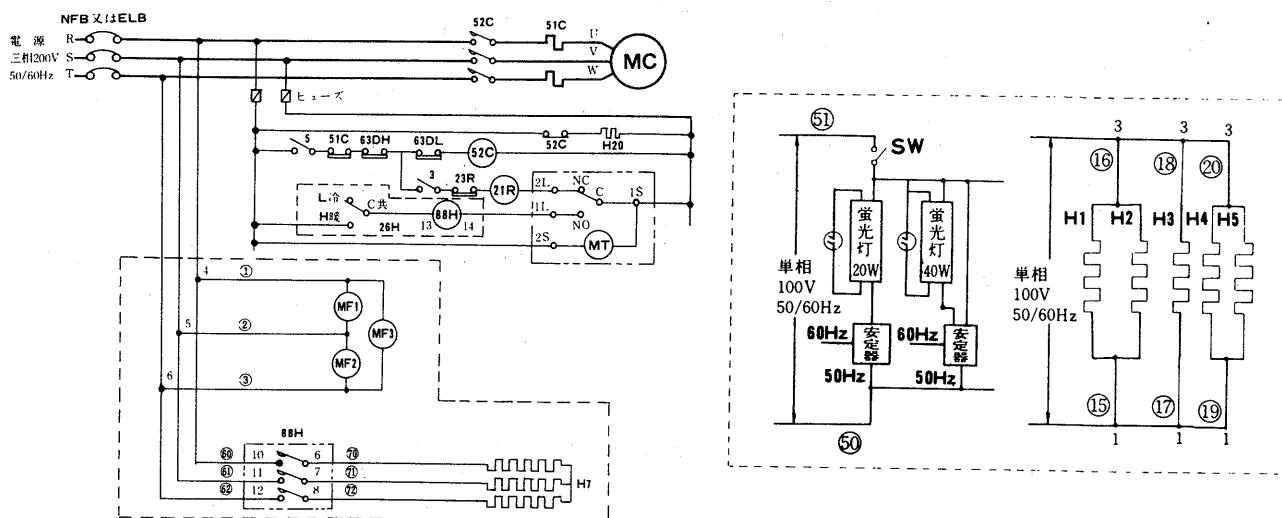 NFB又はELB
電源 R
三相200V S
50/60Hz T
52C
51C
U
V
W
MC
ヒューズ
52C
H20
5
51C
63DH
63DL
52C
3
23R
21R
2L
NC
C
1S
L冷
C共
H暖
26H
13
88H
14
1L
NO
2S
MT
4
①
MF1
5
②
MF3
MF2
6
③
88H
60
10
6
70
61
11
7
71
62
12
8
72
H7
51
SW
蛍光灯
20W
蛍光灯
40W
単相
100V
50/60Hz
60Hz
安定器
60Hz
安定器
50Hz
50Hz
50
3
3
3
⑯
⑱
⑳
H1
H2
H3
H4
H5
単相
100V
50/60Hz
⑮
⑰
⑲
1
1
1